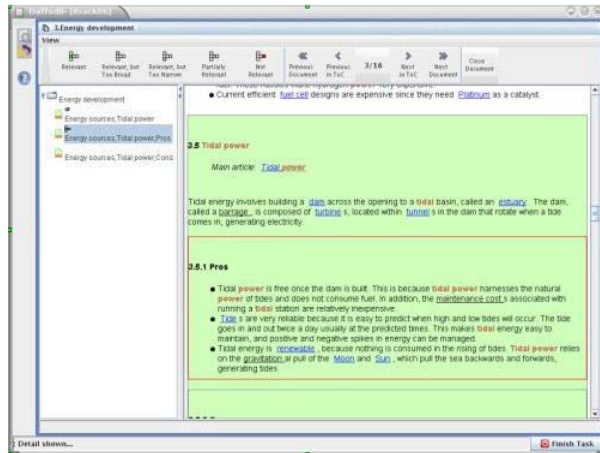 Daffodil- [itrack06]
3.Energy development
View
Relevant
Relevant, but Too Broad
Relevant, but Too Narrow
Partially Relevant
Not Relevant
Previous Document
Previous in ToC
3/16
Next in ToC
Next Document
Close Document
Energy development
Energy sources,Tidal power
Energy sources,Tidal power,Pros
Energy sources,Tidal power,Cons
Current efficient fuel cell designs are expensive since they need Platinum as a catalyst.
3.5 Tidal power
Main article: Tidal power
Tidal energy involves building a dam across the opening to a tidal basin, called an estuary . The dam,
called a barrage , is composed of turbine s, located within tunnel s in the dam that rotate when a tide
comes in, generating electricity.
3.5.1 Pros
Tidal power is free once the dam is built. This is because tidal power harnesses the natural
power of tides and does not consume fuel. In addition, the maintenance cost s associated with
running a tidal station are relatively inexpensive.
Tide s are very reliable because it is easy to predict when high and low tides will occur. The tide
goes in and out twice a day usually at the predicted times. This makes tidal energy easy to
maintain, and positive and negative spikes in energy can be managed.
Tidal energy is renewable , because nothing is consumed in the rising of tides. Tidal power relies
on the gravitation al pull of the Moon and Sun , which pull the sea backwards and forwards,
generating tides.
Detail shown...
Finish Task